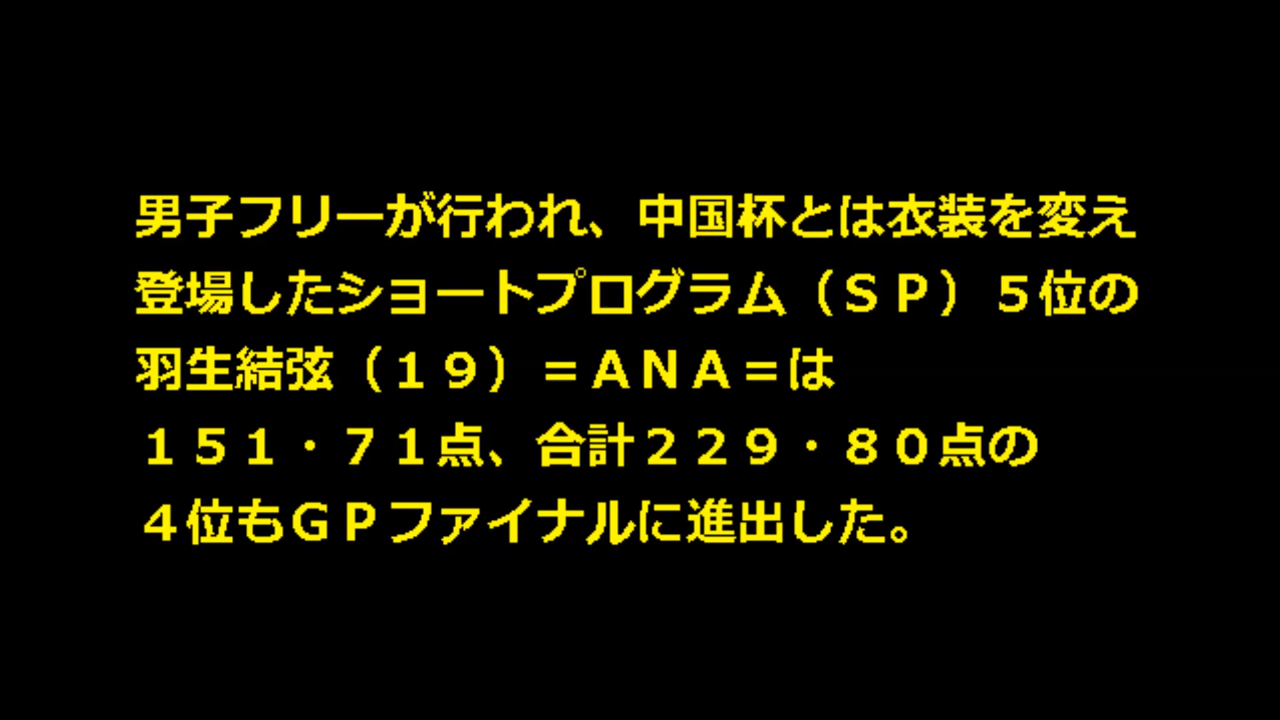 男子フリーが行われ、中国杯とは衣装を変え
登場したショートプログラム（ＳＰ）５位の
羽生結弦（１９）＝ＡＮＡ＝は
１５１・７１点、合計２２９・８０点の
４位もＧＰファイナルに進出した。